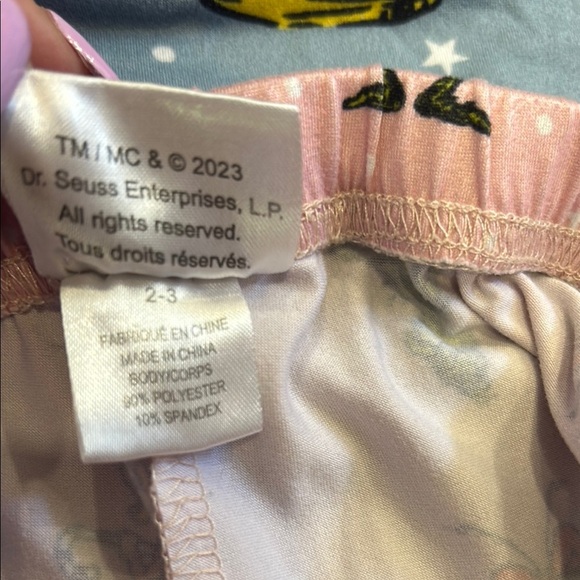 TM / MC & © 2023
Dr. Seuss Enterprises, L.P.
All rights reserved.
Tous droits réservés.
2-3
FABRIQUÉ EN CHINE
MADE IN CHINA
BODY/CORPS
90% POLYESTER
10% SPANDEX